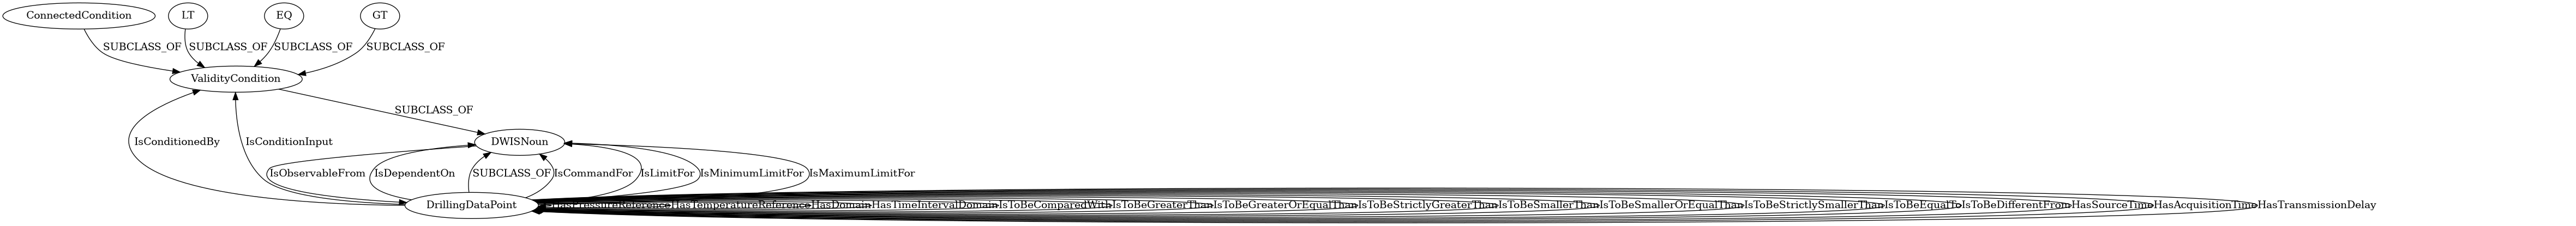 ConnectedCondition
LT
EQ
GT
SUBCLASS_OF
SUBCLASS_OF
SUBCLASS_OF
SUBCLASS_OF
ValidityCondition
SUBCLASS_OF
IsConditionedBy
IsConditionInput
DWISNoun
IsObservableFrom
IsDependentOn
SUBCLASS_OF
IsCommandFor
IsLimitFor
IsMinimumLimitFor
IsMaximumLimitFor
DrillingDataPoint
HasPressureReference
HasTemperatureReference
HasDomain
HasTimeIntervalDomain
IsToBeComparedWith
IsToBeGreaterThan
IsToBeGreaterOrEqualThan
IsToBeStrictlyGreaterThan
IsToBeSmallerThan
IsToBeSmallerOrEqualThan
IsToBeStrictlySmallerThan
IsToBeEqualTo
IsToBeDifferentFrom
HasSourceTime
HasAcquisitionTime
HasTransmissionDelay